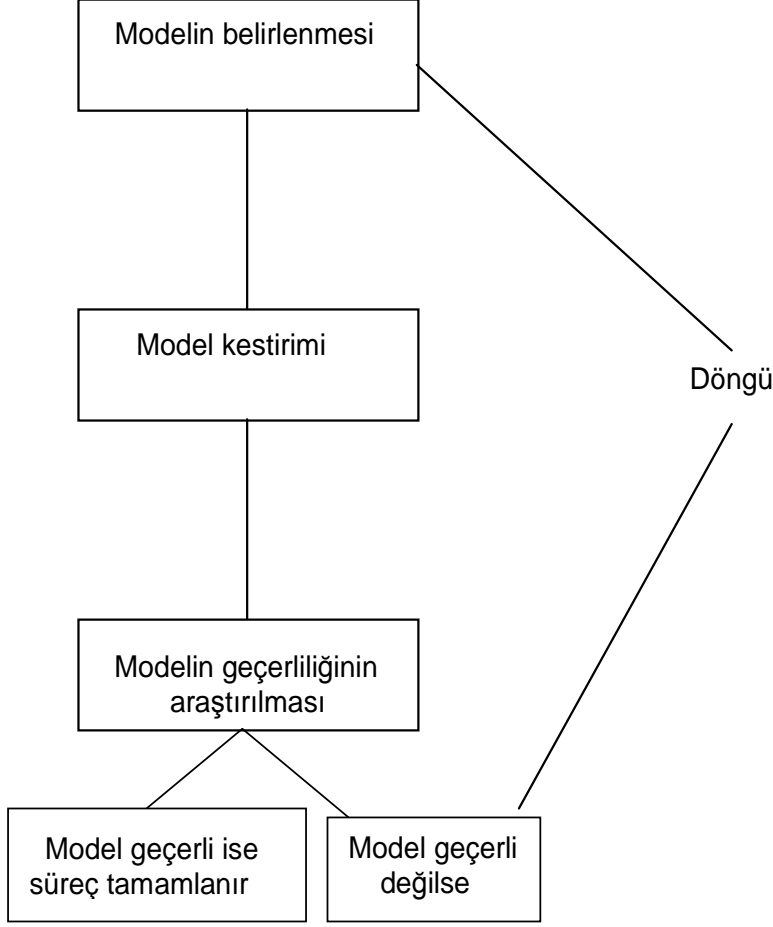 Modelin belirlenmesi
Model kestirimi
Döngü
Modelin geçerliliğinin
araştırılması
Model geçerli ise
süreç tamamlanır
Model geçerli
değilse